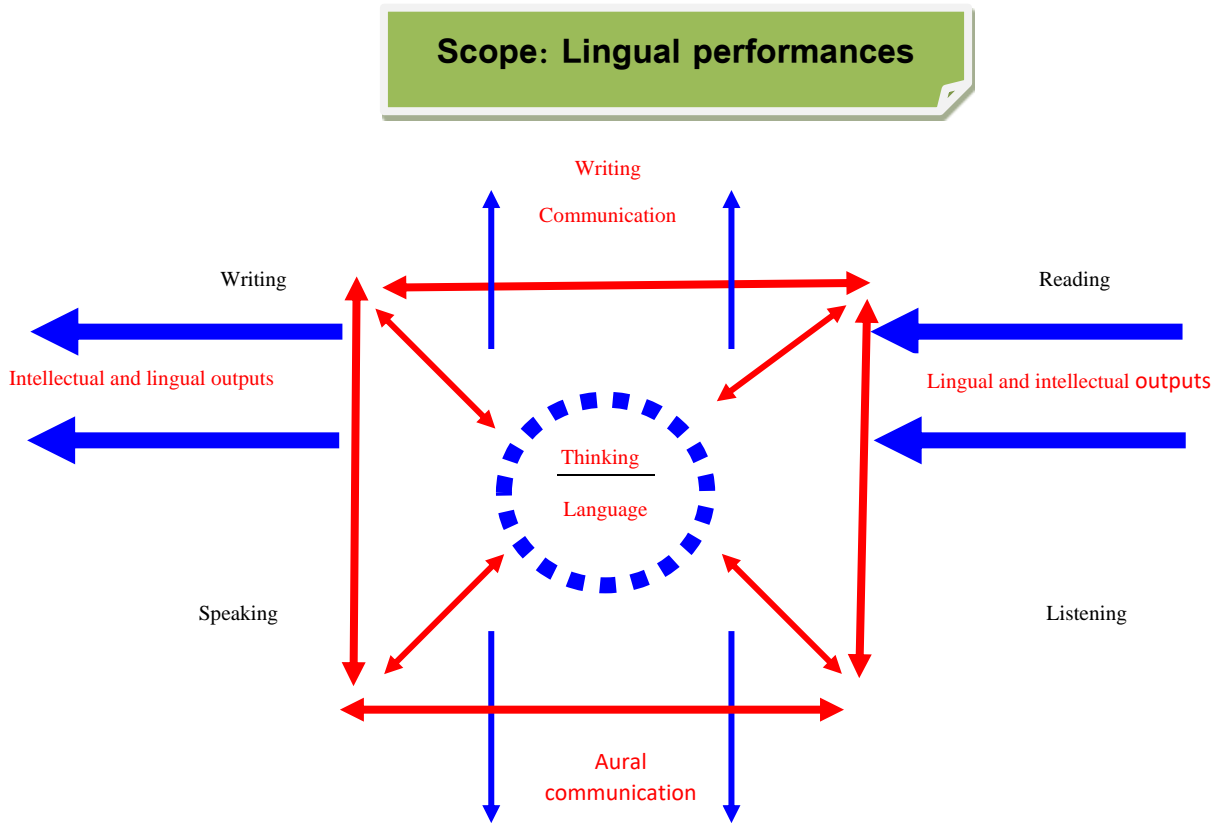 Scope: Lingual performances
Writing
Communication
Writing
Reading
Intellectual and lingual outputs
Lingual and intellectual outputs
Thinking
Language
Speaking
Listening
Aural
communication